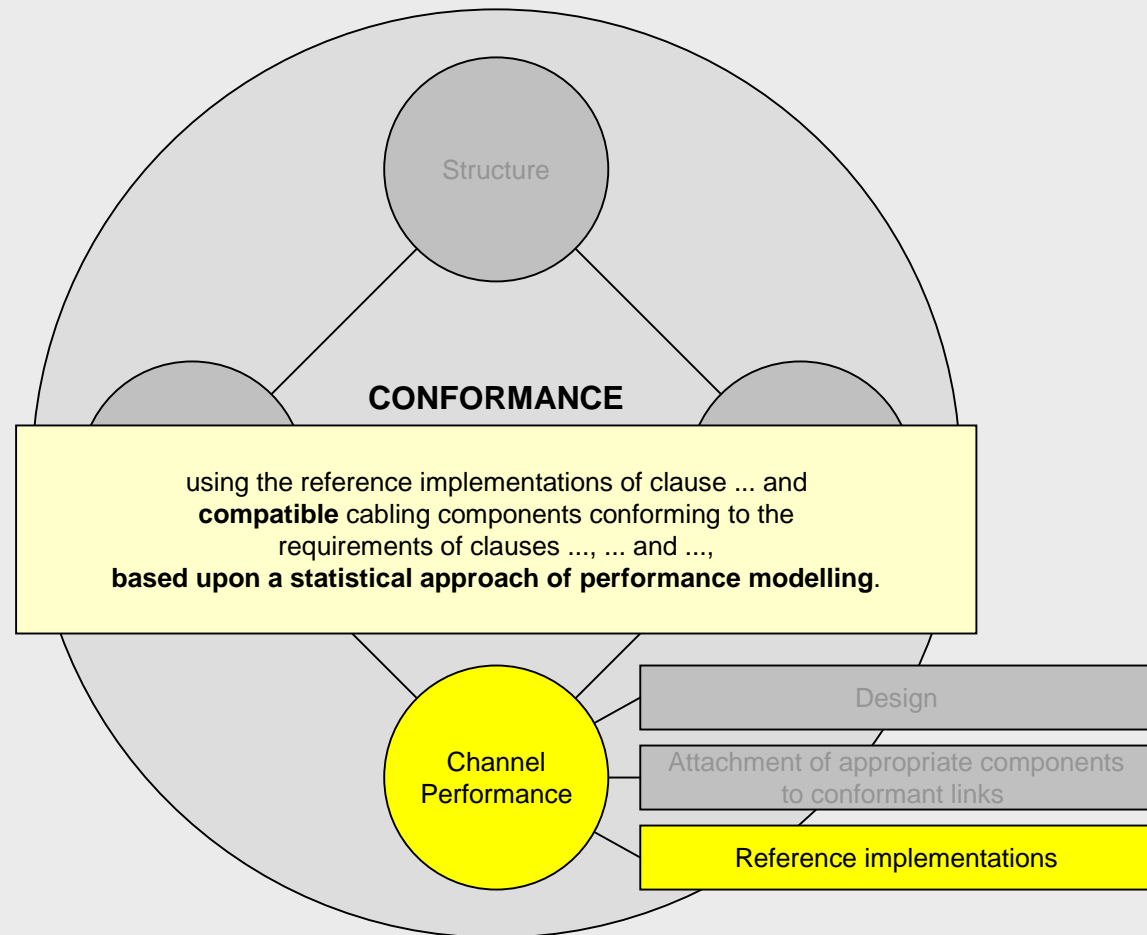 Structure
CONFORMANCE
using the reference implementations of clause ... and
compatible cabling components conforming to the
requirements of clauses ..., ... and ...,
based upon a statistical approach of performance modelling.
Channel
Performance
Design
Attachment of appropriate components
to conformant links
Reference implementations